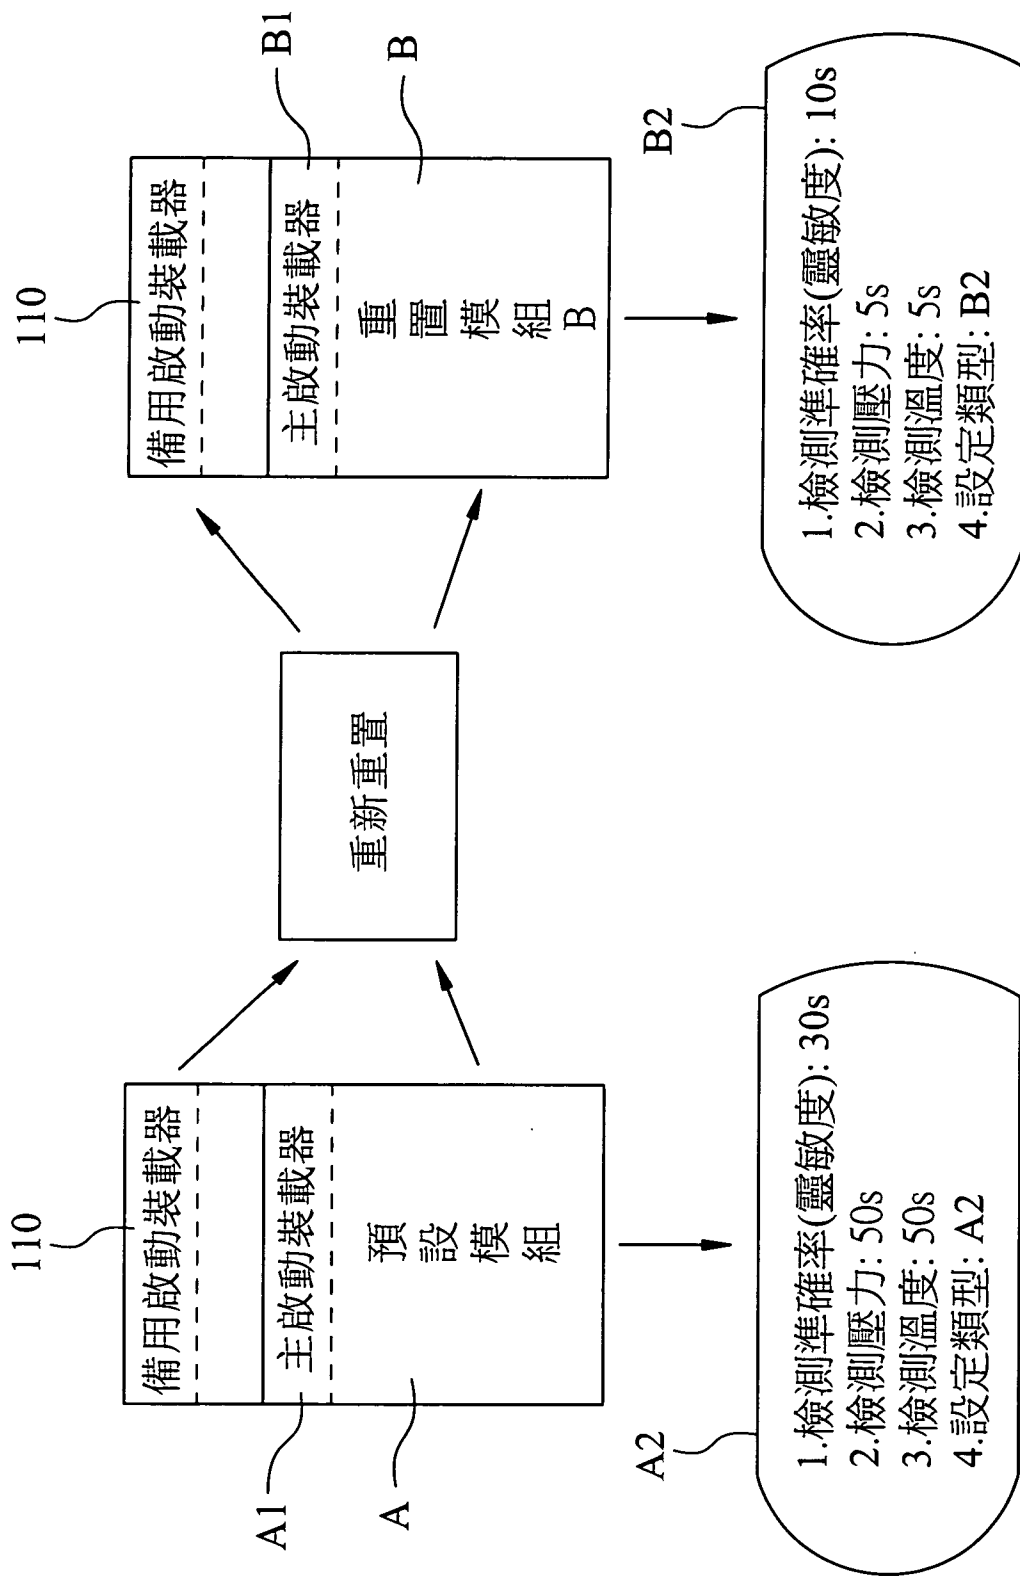 110
備用啟動裝載器
主啟動裝載器
A1
預設模組
A
A2
1.檢測準確率(靈敏度): 30s
2.檢測壓力: 50s
3.檢測溫度: 50s
4.設定類型: A2
重新重置
110
備用啟動裝載器
主啟動裝載器
B1
重置模組B
B
B2
1.檢測準確率(靈敏度): 10s
2.檢測壓力: 5s
3.檢測溫度: 5s
4.設定類型: B2